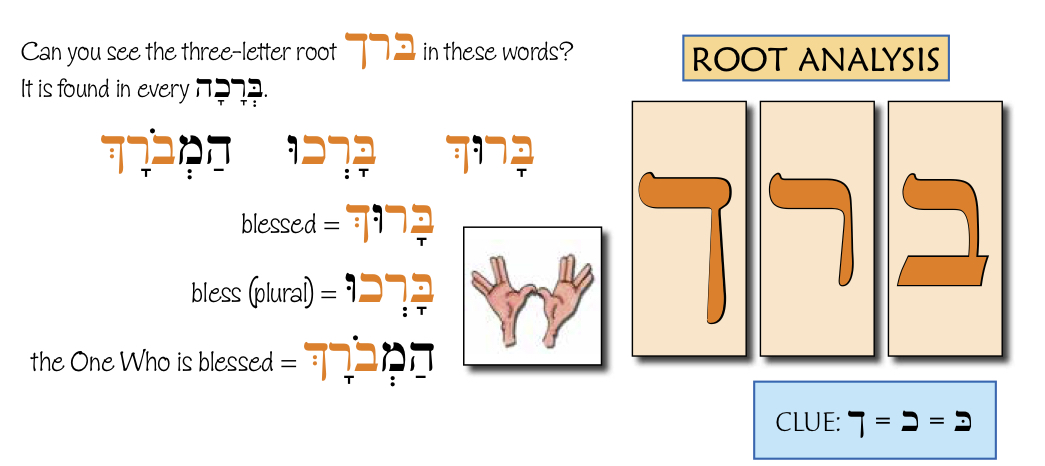 Can you see the three-letter root בּרך in these words?
It is found in every בְּרָכָה.
בָּרוּךְ בָּרְכוּ הַמְבֹרָךְ
blessed = בָּרוּךְ
bless (plural) = בָּרְכוּ
the One Who is blessed = הַמְבֹרָךְ
ROOT ANALYSIS
ב ר ך
CLUE: ך = כ = כּ